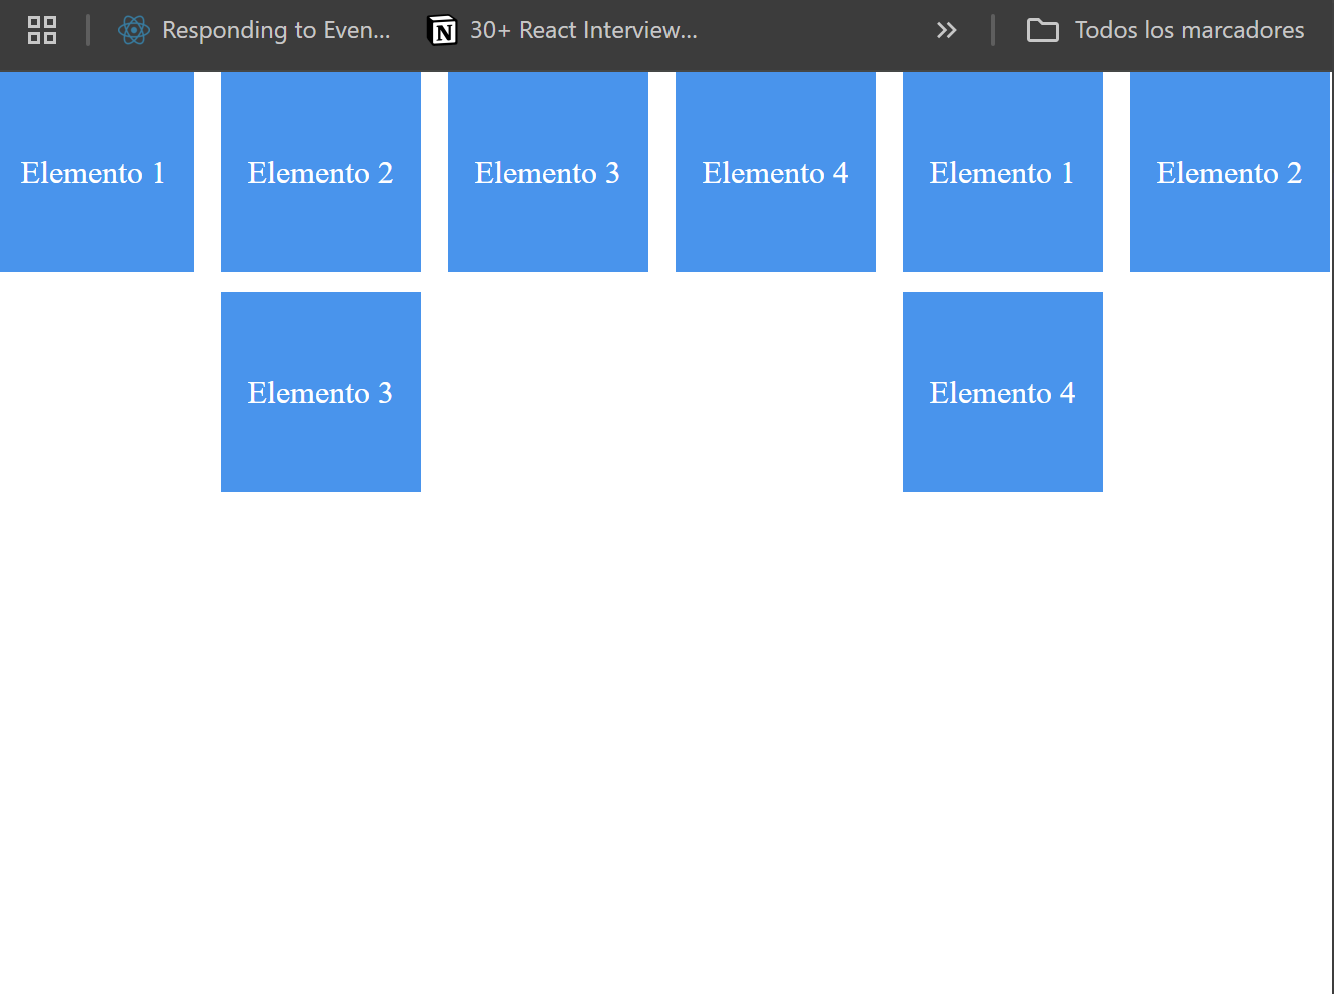 Responding to Even...
30+ React Interview...
Todos los marcadores
Elemento 1
Elemento 2
Elemento 3
Elemento 4
Elemento 1
Elemento 2
Elemento 3
Elemento 4